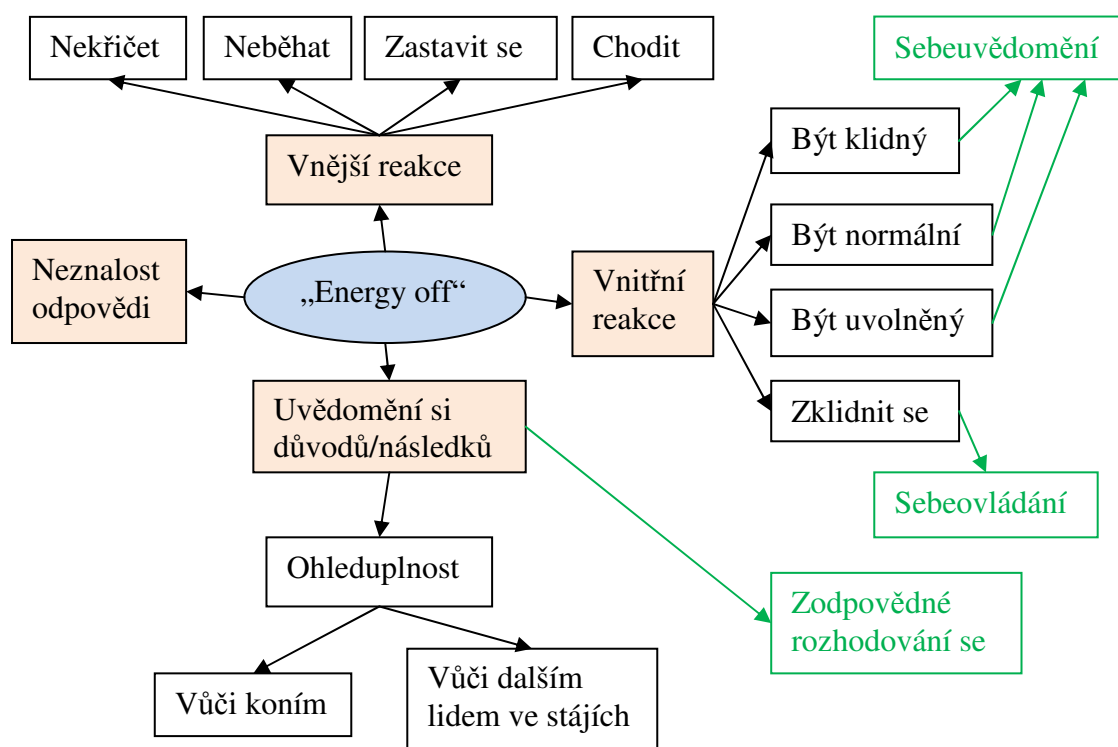 Nekřičet
Neběhat
Zastavit se
Chodit
Sebeuvědomění
Vnější reakce
Být klidný
Být normální
Neznalost
odpovědi
„Energy off“
Vnitřní
reakce
Být uvolněný
Zklidnit se
Uvědomění si
důvodů/následků
Sebeovládání
Ohleduplnost
Zodpovědné
rozhodování se
Vůči koním
Vůči dalším
lidem ve stájích